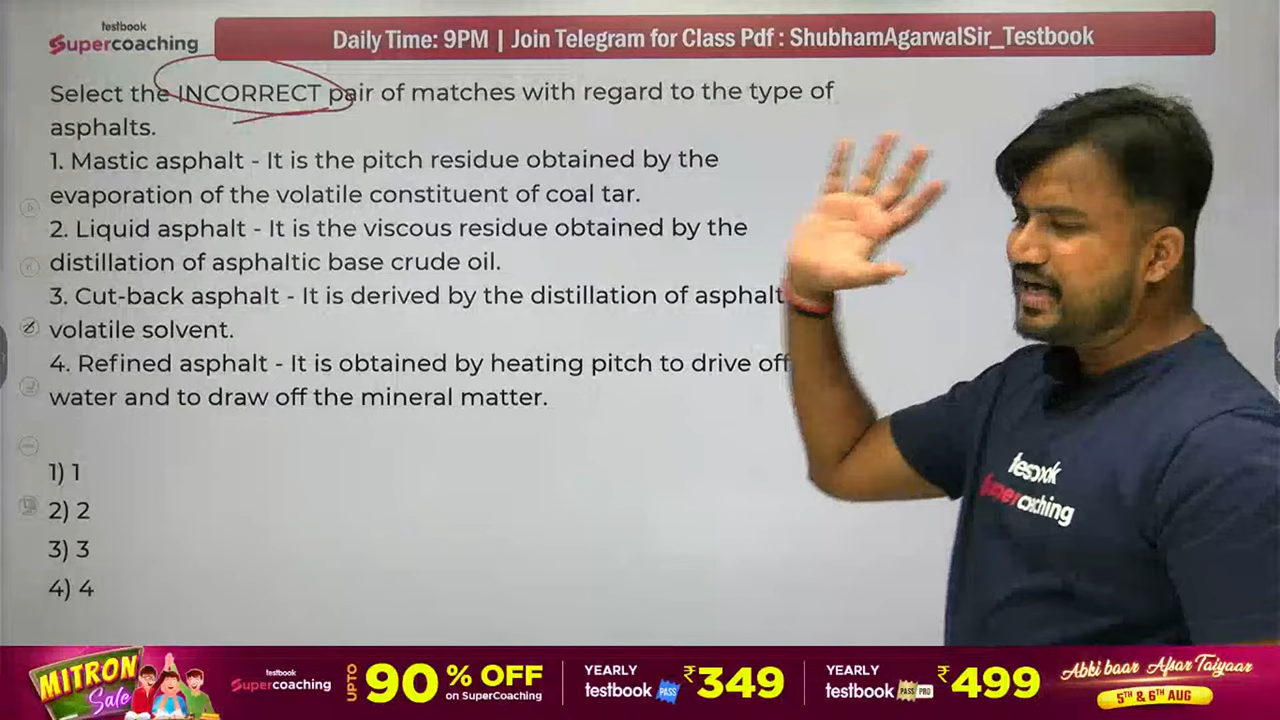 testbook
Supercoaching
Daily Time: 9PM | Join Telegram for Class Pdf : ShubhamAgarwalSir_Testbook
Select the INCORRECT pair of matches with regard to the type of
asphalts.
1. Mastic asphalt - It is the pitch residue obtained by the
evaporation of the volatile constituent of coal tar.
2. Liquid asphalt - It is the viscous residue obtained by the
distillation of asphaltic base crude oil.
3. Cut-back asphalt - It is derived by the distillation of asphalt
volatile solvent.
4. Refined asphalt - It is obtained by heating pitch to drive off
water and to draw off the mineral matter.
1) 1
2) 2
3) 3
4) 4
testbook
supercoaching
MITRON
Sale
testbook
Supercoaching
UPTO 90 % OFF
on SuperCoaching
YEARLY
testbook PASS
₹349
YEARLY
testbook PASS PRO
₹499
Abki baar Afsar Taiyaar
5TH & 6TH AUG